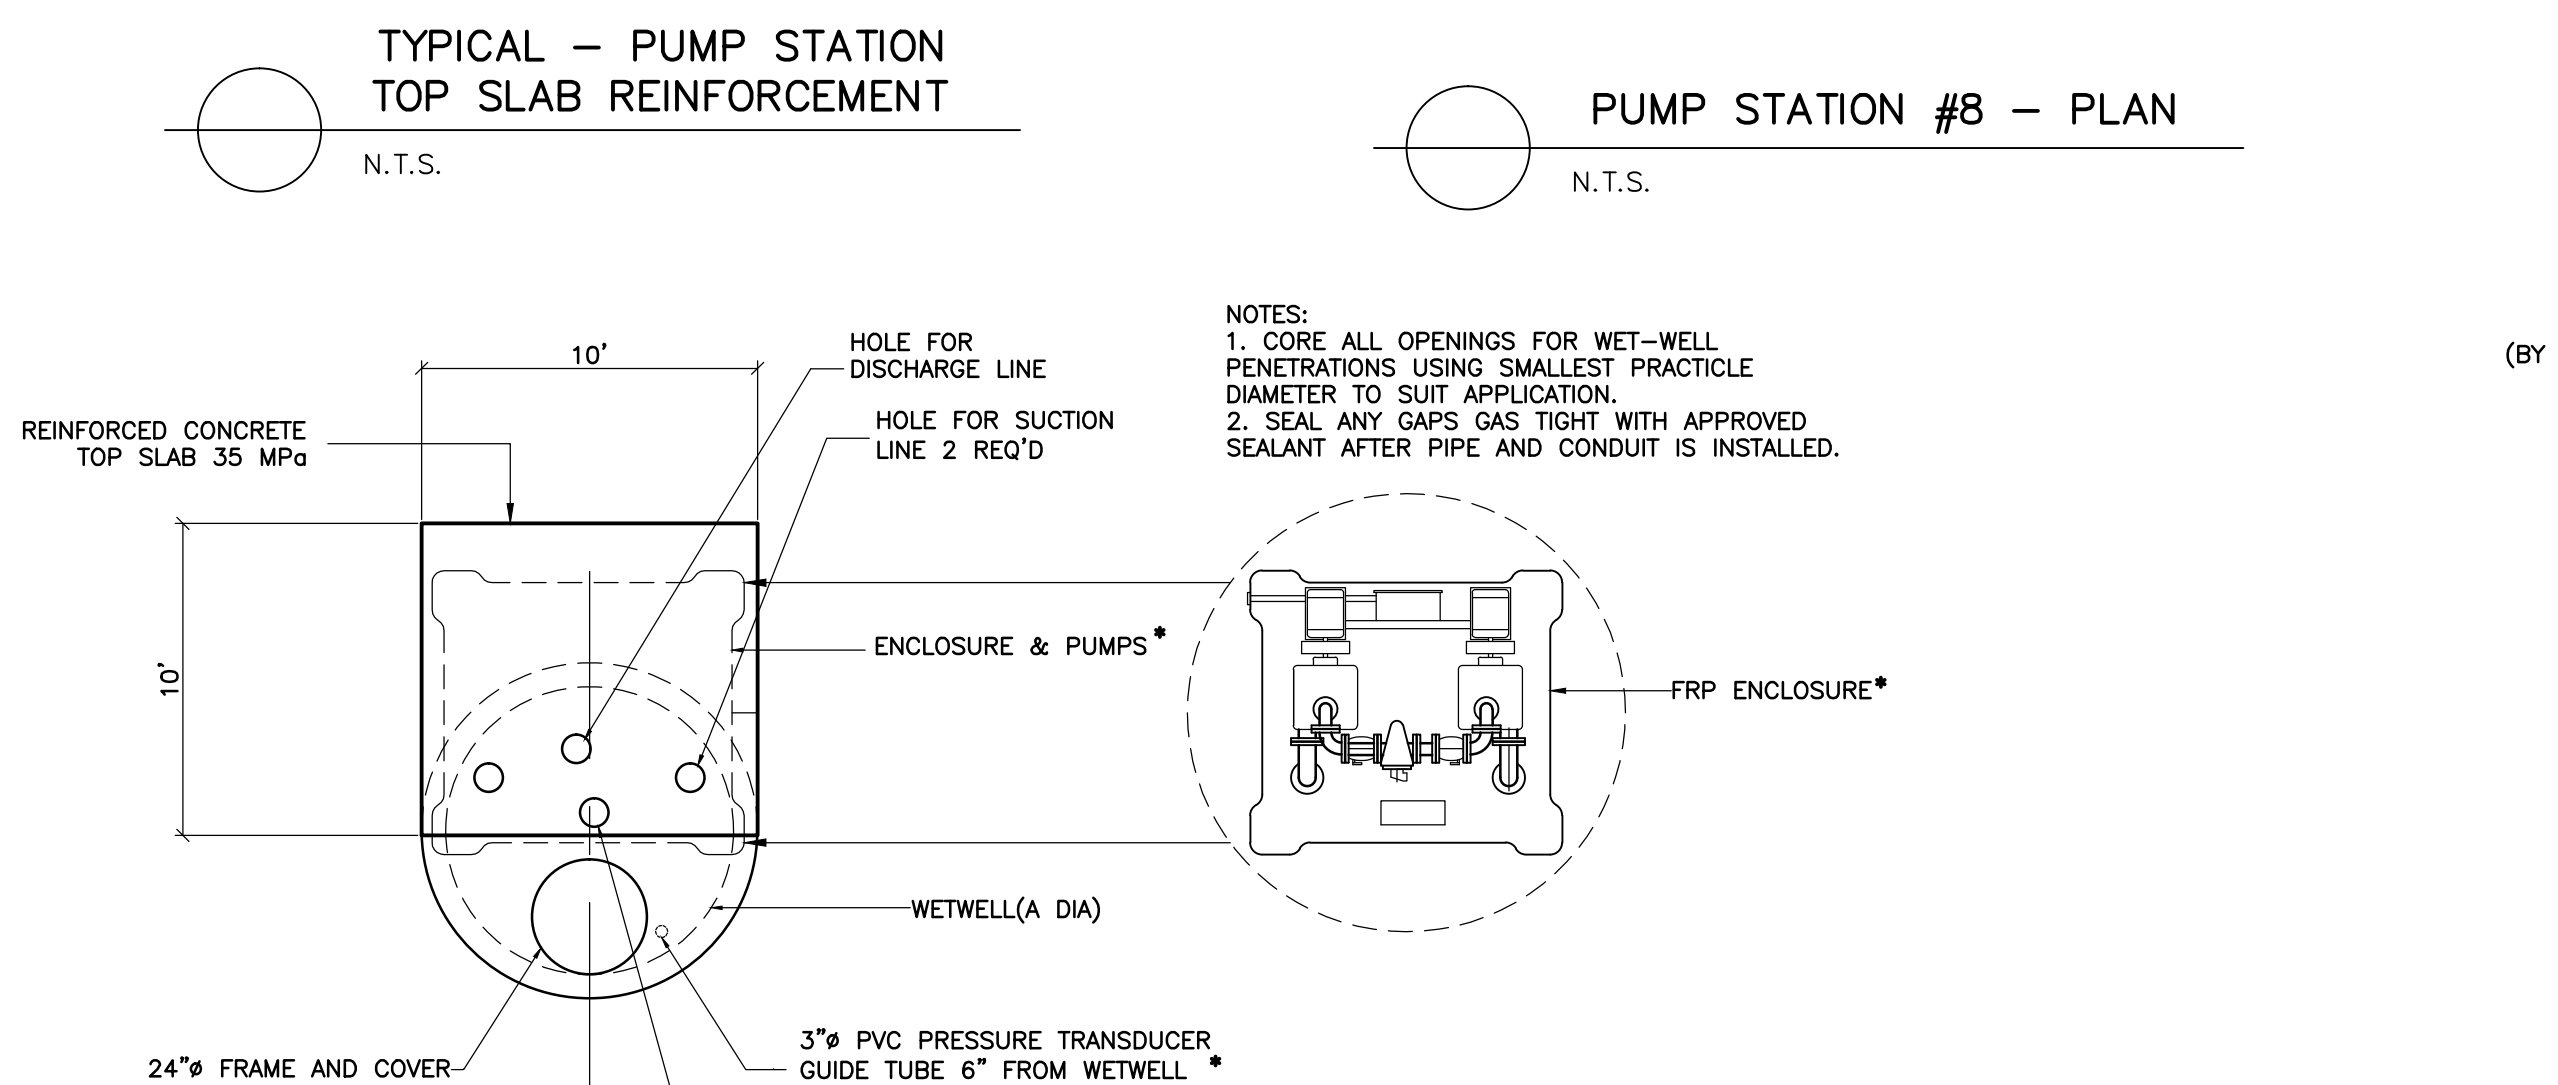 TYPICAL – PUMP STATION
TOP SLAB REINFORCEMENT
N.T.S.
PUMP STATION #8 – PLAN
N.T.S.
NOTES:
1. CORE ALL OPENINGS FOR WET–WELL
PENETRATIONS USING SMALLEST PRACTICLE
DIAMETER TO SUIT APPLICATION.
2. SEAL ANY GAPS GAS TIGHT WITH APPROVED
SEALANT AFTER PIPE AND CONDUIT IS INSTALLED.
(BY
10'
HOLE FOR
DISCHARGE LINE
HOLE FOR SUCTION
LINE 2 REQ'D
REINFORCED CONCRETE
TOP SLAB 35 MPa
10'
ENCLOSURE & PUMPS*
FRP ENCLOSURE*
WETWELL(A DIA)
3"ø PVC PRESSURE TRANSDUCER
GUIDE TUBE 6" FROM WETWELL *
24"ø FRAME AND COVER